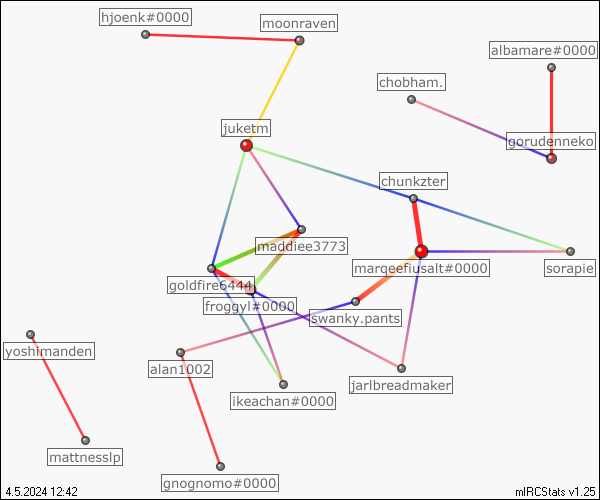 hjoenk#0000
moonraven
albamare#0000
chobham.
juketm
gorudenneko
chunkzter
maddiee3773
marqeefiusalt#0000
sorapie
goldfire6444
froggyl#0000
swanky.pants
yoshimanden
alan1002
jarlbreadmaker
ikeachan#0000
mattnesslp
gnognomo#0000
4.5.2024 12:42
mIRCStats v1.25